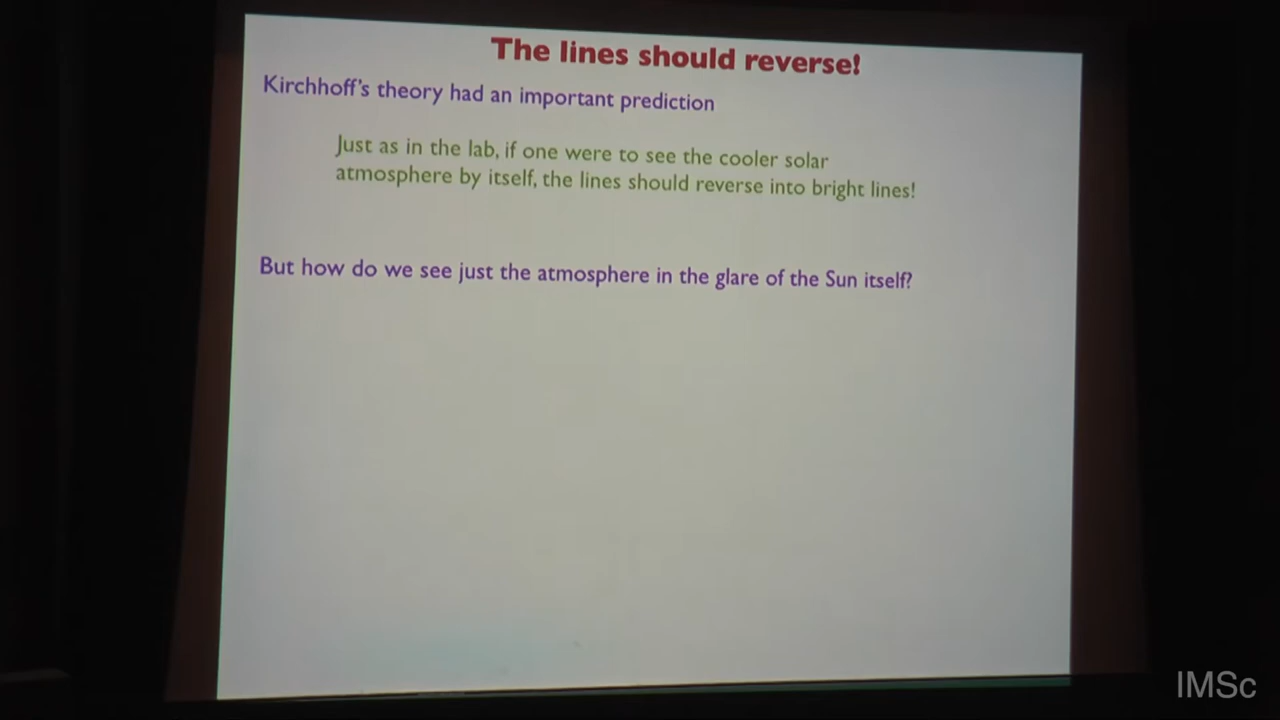 The lines should reverse!
Kirchhoff's theory had an important prediction
Just as in the lab, if one were to see the cooler solar
atmosphere by itself, the lines should reverse into bright lines!
But how do we see just the atmosphere in the glare of the Sun itself?
IMSc